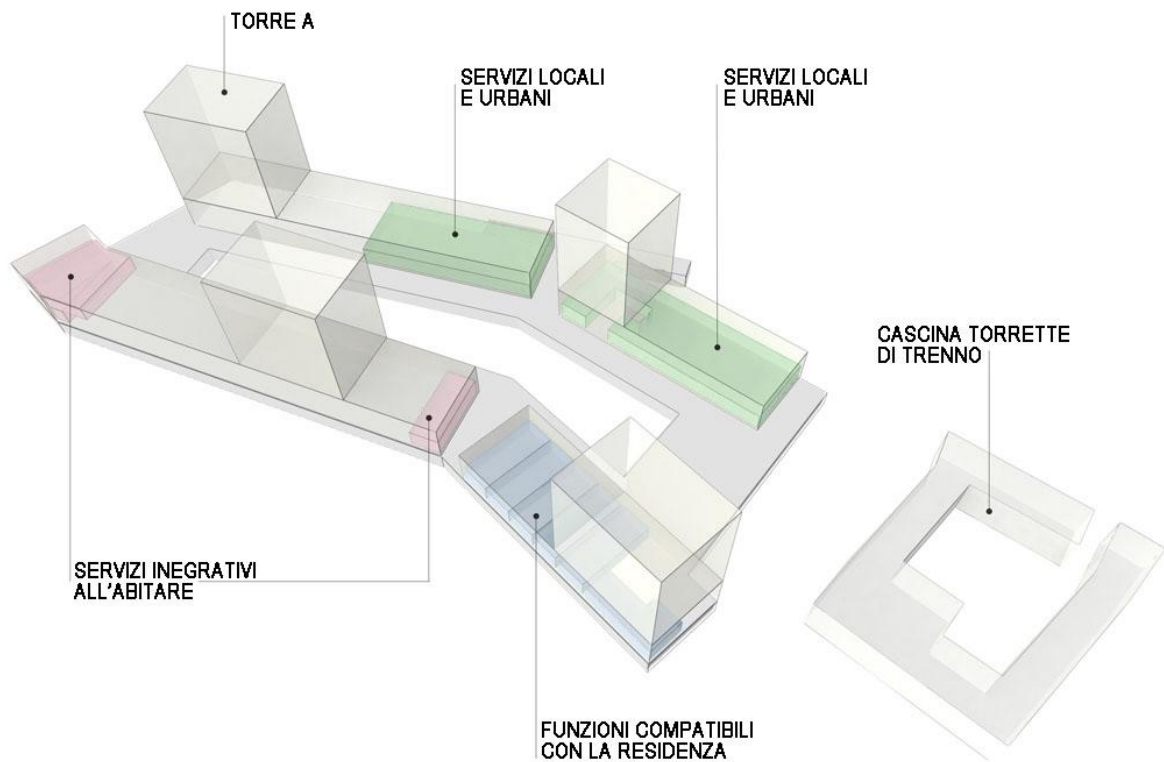 TORRE A
SERVIZI LOCALI
E URBANI
SERVIZI LOCALI
E URBANI
CASCINA TORRETTE
DI TRENNO
SERVIZI INEGRATIVI
ALL'ABITARE
FUNZIONI COMPATIBILI
CON LA RESIDENZA